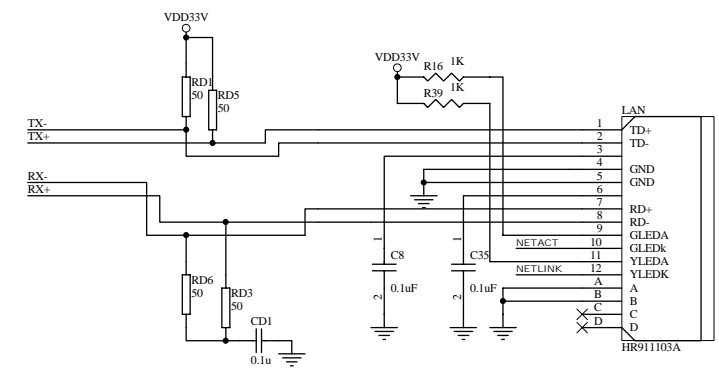 VDD33V
VDD33V
R16 1K
R39 1K
RD1
50
RD5
50
LAN
TX-
TX+
RX-
RX+
1 TD+
2 TD-
3
4 GND
5 GND
6
7 RD+
8 RD-
9 GLEDA
NETACT 10 GLEDk
11 YLEDA
NETLINK 12 YLEDK
A A
B B
C C
D D
HR911103A
1
C8
0.1uF
2
1
C35
0.1uF
2
RD6
50
RD3
50
CD1
0.1u